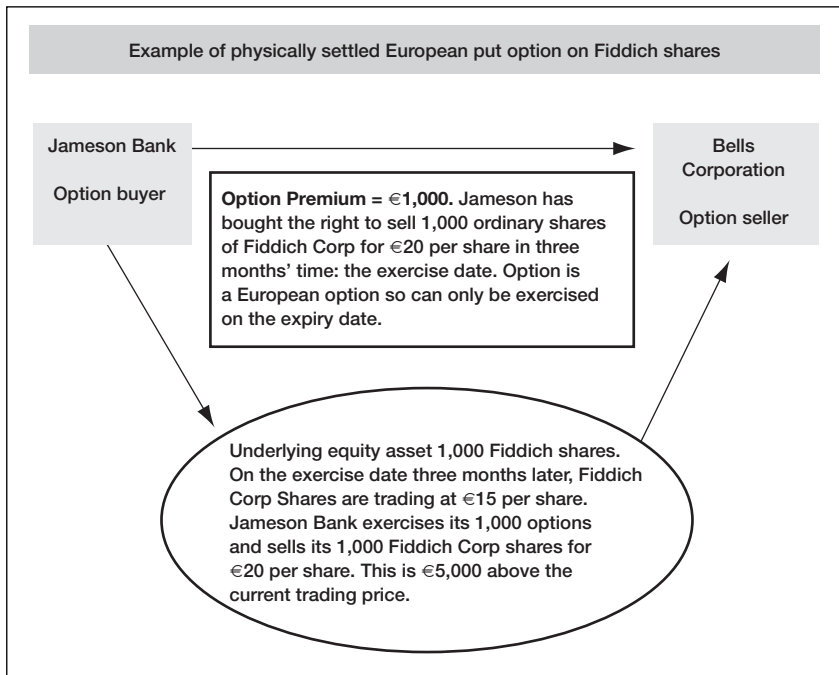 Example of physically settled European put option on Fiddich shares
Jameson Bank
Option buyer
Bells
Corporation
Option seller
Option Premium = €1,000. Jameson has
bought the right to sell 1,000 ordinary shares
of Fiddich Corp for €20 per share in three
months' time: the exercise date. Option is
a European option so can only be exercised
on the expiry date.
Underlying equity asset 1,000 Fiddich shares.
On the exercise date three months later, Fiddich
Corp Shares are trading at €15 per share.
Jameson Bank exercises its 1,000 options
and sells its 1,000 Fiddich Corp shares for
€20 per share. This is €5,000 above the
current trading price.